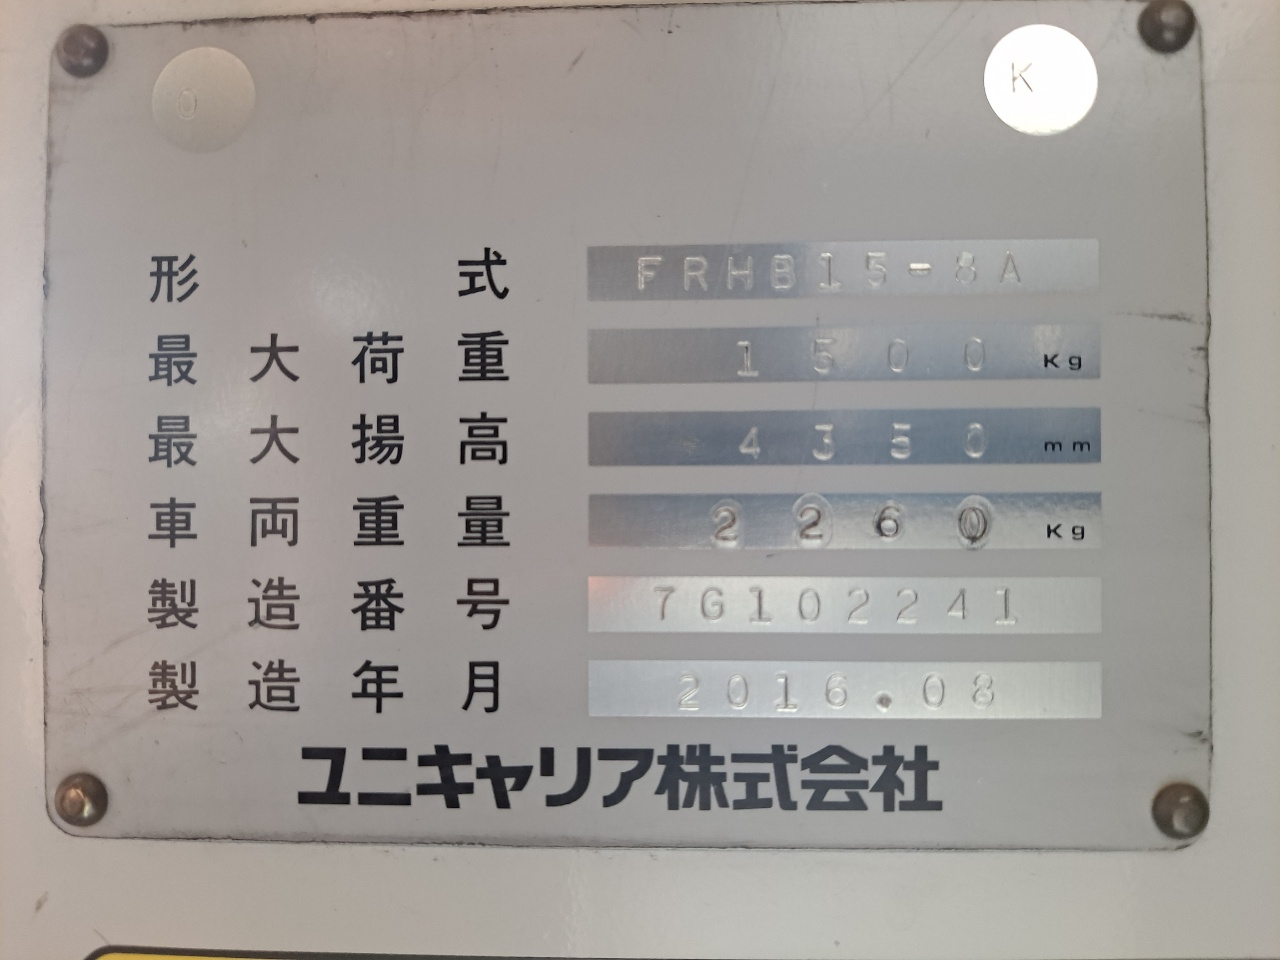 O K
形式 FRHB15-8A
最大荷重 1500 Kg
最大揚高 4350 mm
車両重量 2260 Kg
製造番号 7G102241
製造年月 2016.08
ユニキャリア株式会社